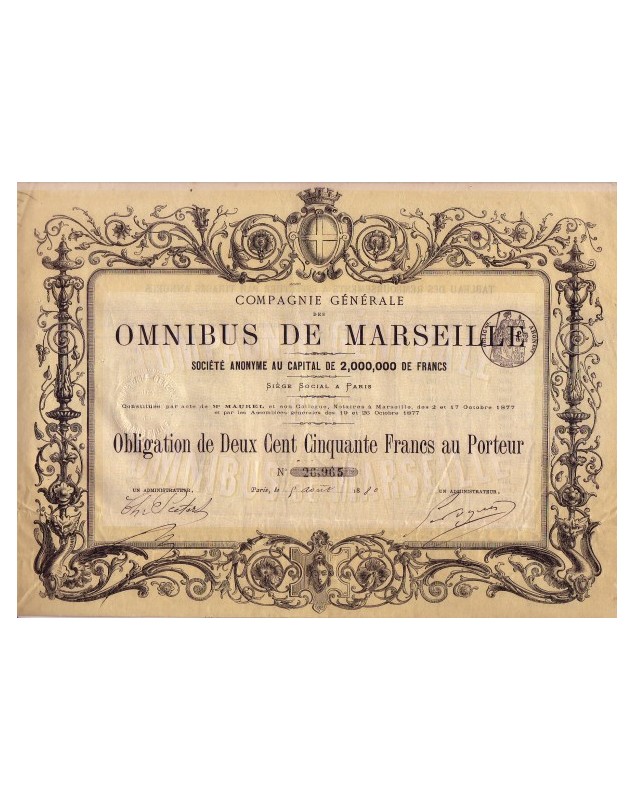 COMPAGNIE GÉNÉRALE
DES
OMNIBUS DE MARSEILLE
SOCIÉTÉ ANONYME AU CAPITAL DE 2,000,000 DE FRANCS
SIÈGE SOCIAL A PARIS
Constituée par acte de Me MAUREL et son Collègue, Notaires à Marseille, des 2 et 17 Octobre 1877
et par les Assemblées générales des 19 et 26 Octobre 1877
Obligation de Deux Cent Cinquante Francs au Porteur
No 26.965
UN ADMINISTRATEUR, Paris, le août 1880 UN ADMINISTRATEUR,